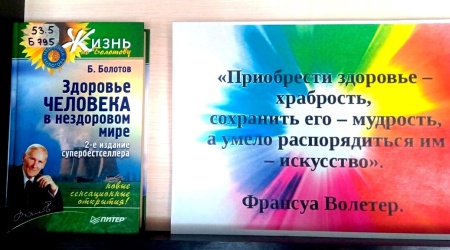 53.5
Б 795
Жизнь
по Болотову
Б. Болотов
Здоровье
ЧЕЛОВЕКА
в нездоровом
мире
2-е издание
супербестселлера
новые
сенсационные
открытия!
ПИТЕР
«Приобрести здоровье –
храбрость,
сохранить его – мудрость,
а умело распорядиться им
– искусство».
Франсуа Волетер.